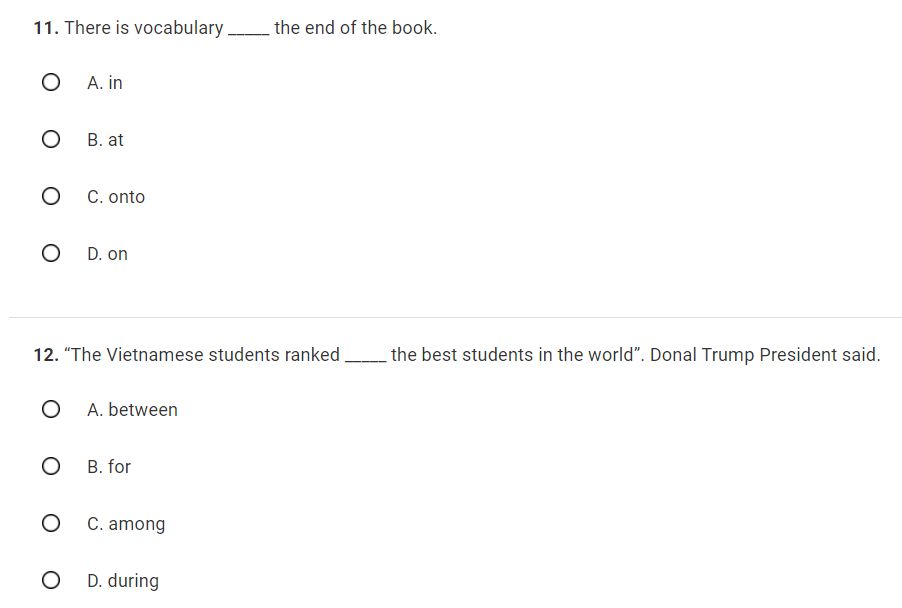 11. There is vocabulary _____ the end of the book.
A. in
B. at
C. onto
D. on
12. “The Vietnamese students ranked _____ the best students in the world”. Donal Trump President said.
A. between
B. for
C. among
D. during